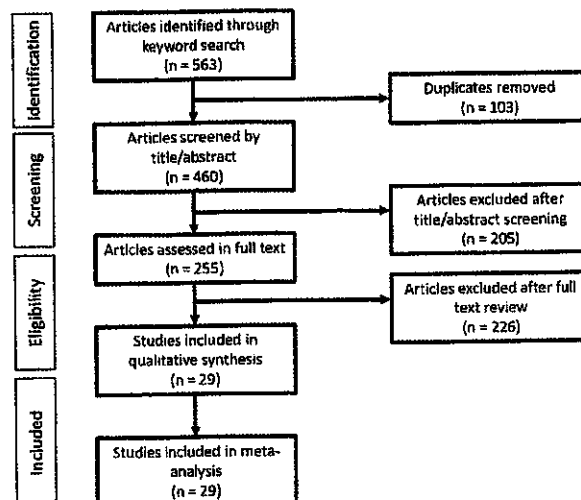 Identification
Articles identified through
keyword search
(n = 563)
Duplicates removed
(n = 103)
Screening
Articles screened by
title/abstract
(n = 460)
Articles excluded after
title/abstract screening
(n = 205)
Articles assessed in full text
(n = 255)
Eligibility
Articles excluded after full
text review
(n = 226)
Studies included in
qualitative synthesis
(n = 29)
Included
Studies included in meta-
analysis
(n = 29)